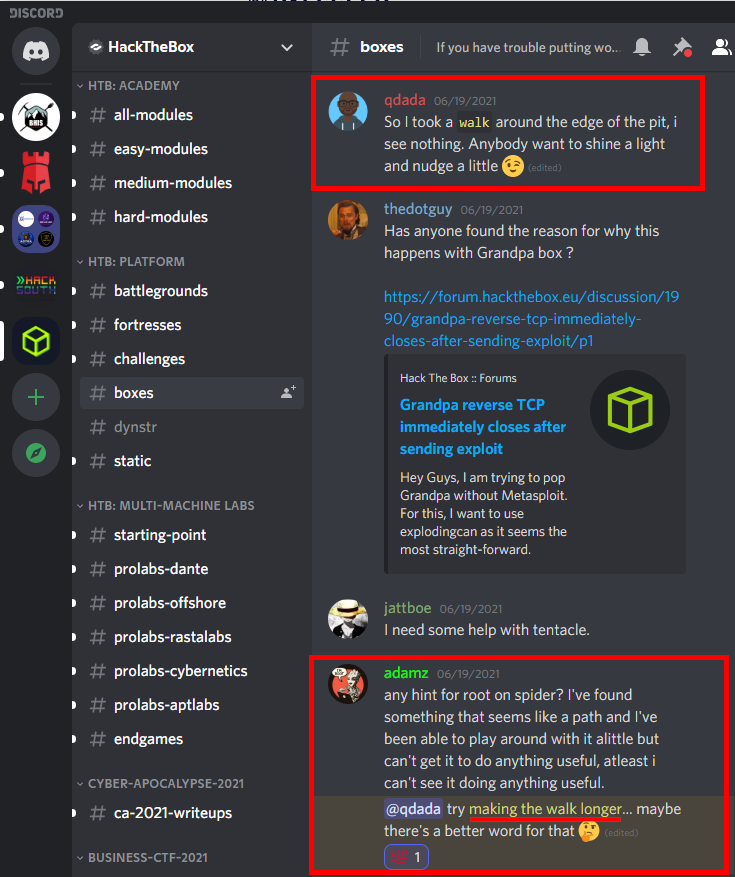 DISCORD
HackTheBox
HTB: ACADEMY
# all-modules
# easy-modules
# medium-modules
# hard-modules
HTB: PLATFORM
# battlegrounds
# fortresses
# challenges
# boxes
# dynstr
# static
HTB: MULTI-MACHINE LABS
# starting-point
# prolabs-dante
# prolabs-offshore
# prolabs-rastalabs
# prolabs-cybernetics
# prolabs-aptlabs
# endgames
CYBER-APOCALYPSE-2021
# ca-2021-writeups
BUSINESS-CTF-2021
BHIS
HACK
SOUTH
# boxes
If you have trouble putting wo...
qdada 06/19/2021
So I took a walk around the edge of the pit, i
see nothing. Anybody want to shine a light
and nudge a little 😉 (edited)
thedotguy 06/19/2021
Has anyone found the reason for why this
happens with Grandpa box ?
https://forum.hackthebox.eu/discussion/19
90/grandpa-reverse-tcp-immediately-
closes-after-sending-exploit/p1
Hack The Box :: Forums
Grandpa reverse TCP
immediately closes after
sending exploit
Hey Guys, I am trying to pop
Grandpa without Metasploit.
For this, I want to use
explodingcan as it seems the
most straight-forward.
jattboe 06/19/2021
I need some help with tentacle.
adamz 06/19/2021
any hint for root on spider? I've found
something that seems like a path and I've
been able to play around with it alittle but
can't get it to do anything useful, atleast i
can't see it doing anything useful.
@qdada try making the walk longer... maybe
there's a better word for that 🤔 (edited)
💯 1